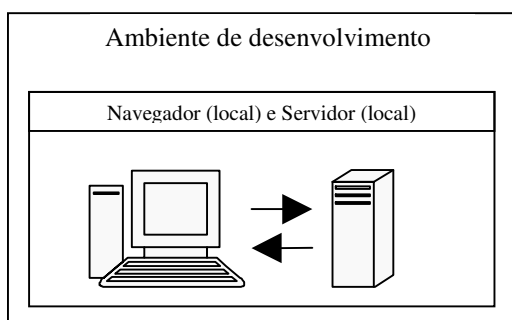 Ambiente de desenvolvimento
Navegador (local) e Servidor (local)